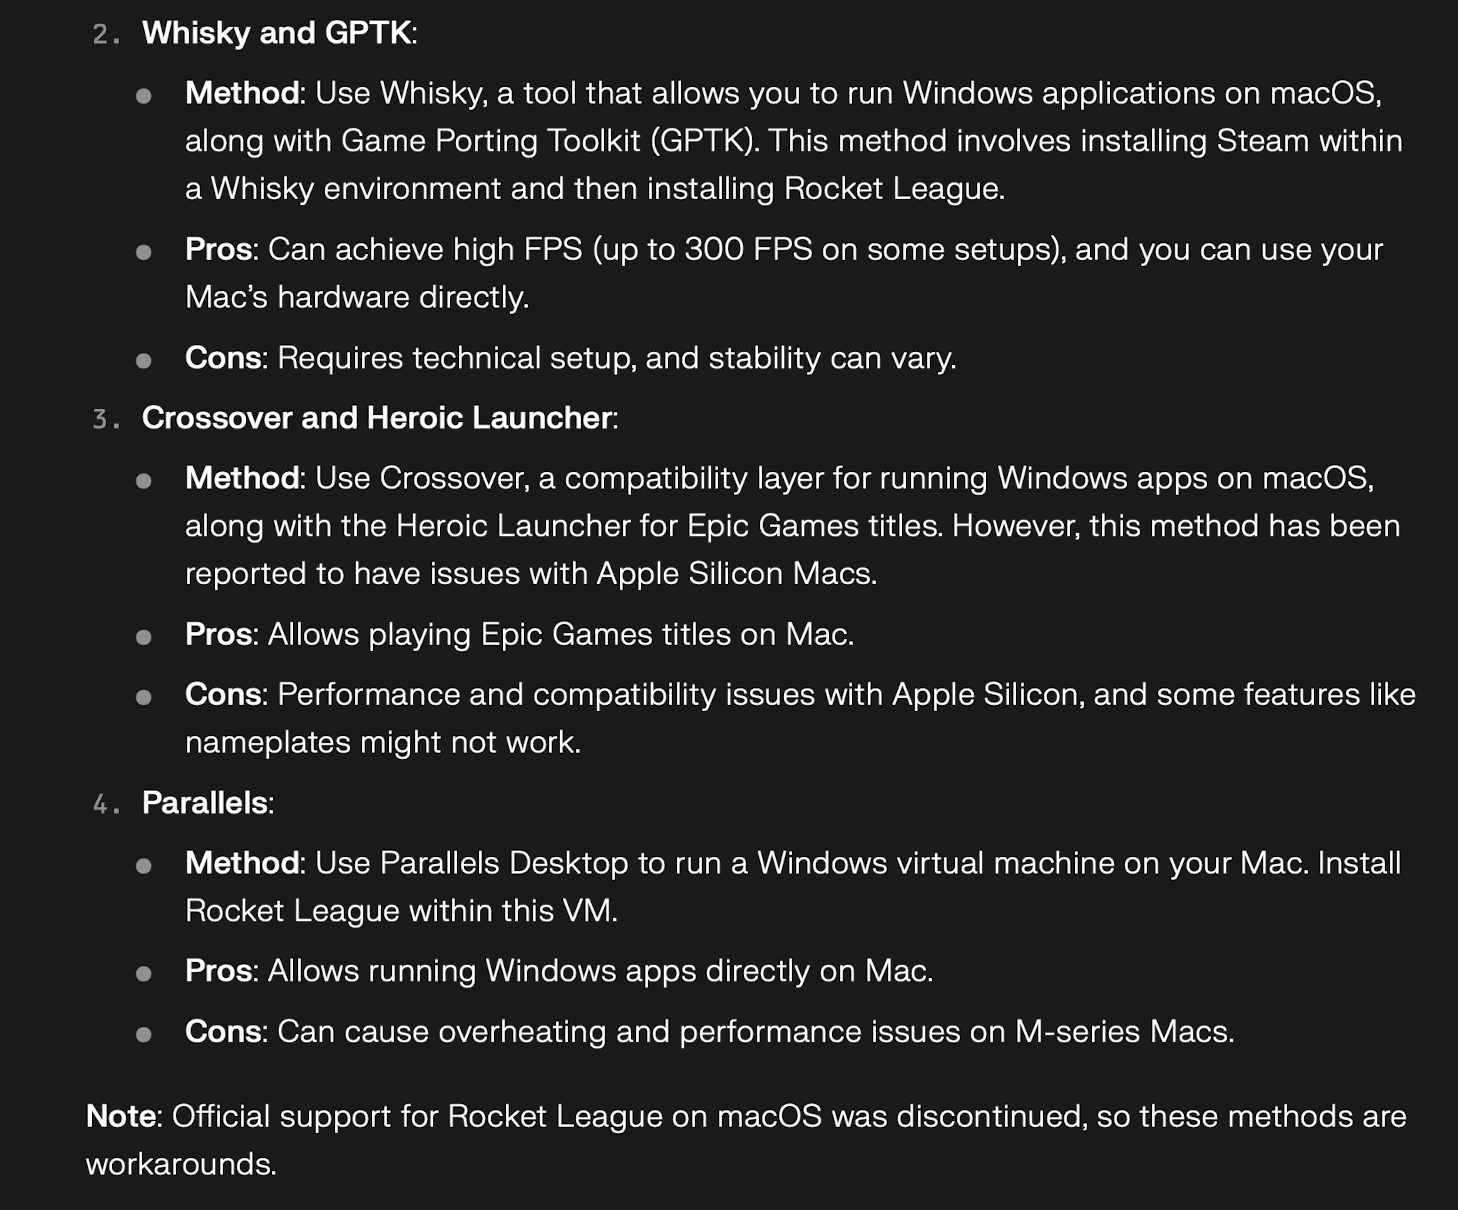 2. Whisky and GPTK:
● Method: Use Whisky, a tool that allows you to run Windows applications on macOS,
along with Game Porting Toolkit (GPTK). This method involves installing Steam within
a Whisky environment and then installing Rocket League.
● Pros: Can achieve high FPS (up to 300 FPS on some setups), and you can use your
Mac’s hardware directly.
● Cons: Requires technical setup, and stability can vary.
3. Crossover and Heroic Launcher:
● Method: Use Crossover, a compatibility layer for running Windows apps on macOS,
along with the Heroic Launcher for Epic Games titles. However, this method has been
reported to have issues with Apple Silicon Macs.
● Pros: Allows playing Epic Games titles on Mac.
● Cons: Performance and compatibility issues with Apple Silicon, and some features like
nameplates might not work.
4. Parallels:
● Method: Use Parallels Desktop to run a Windows virtual machine on your Mac. Install
Rocket League within this VM.
● Pros: Allows running Windows apps directly on Mac.
● Cons: Can cause overheating and performance issues on M-series Macs.
Note: Official support for Rocket League on macOS was discontinued, so these methods are
workarounds.